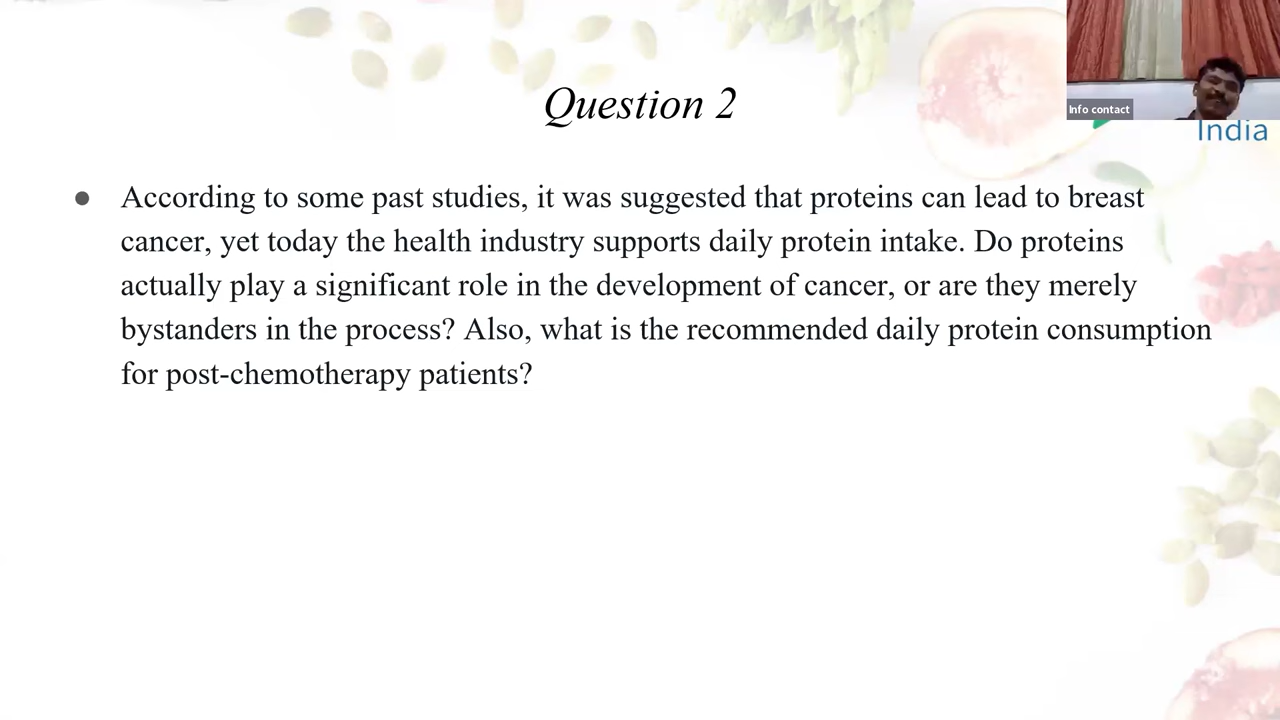 Question 2
Info contact
India
● According to some past studies, it was suggested that proteins can lead to breast
cancer, yet today the health industry supports daily protein intake. Do proteins
actually play a significant role in the development of cancer, or are they merely
bystanders in the process? Also, what is the recommended daily protein consumption
for post-chemotherapy patients?